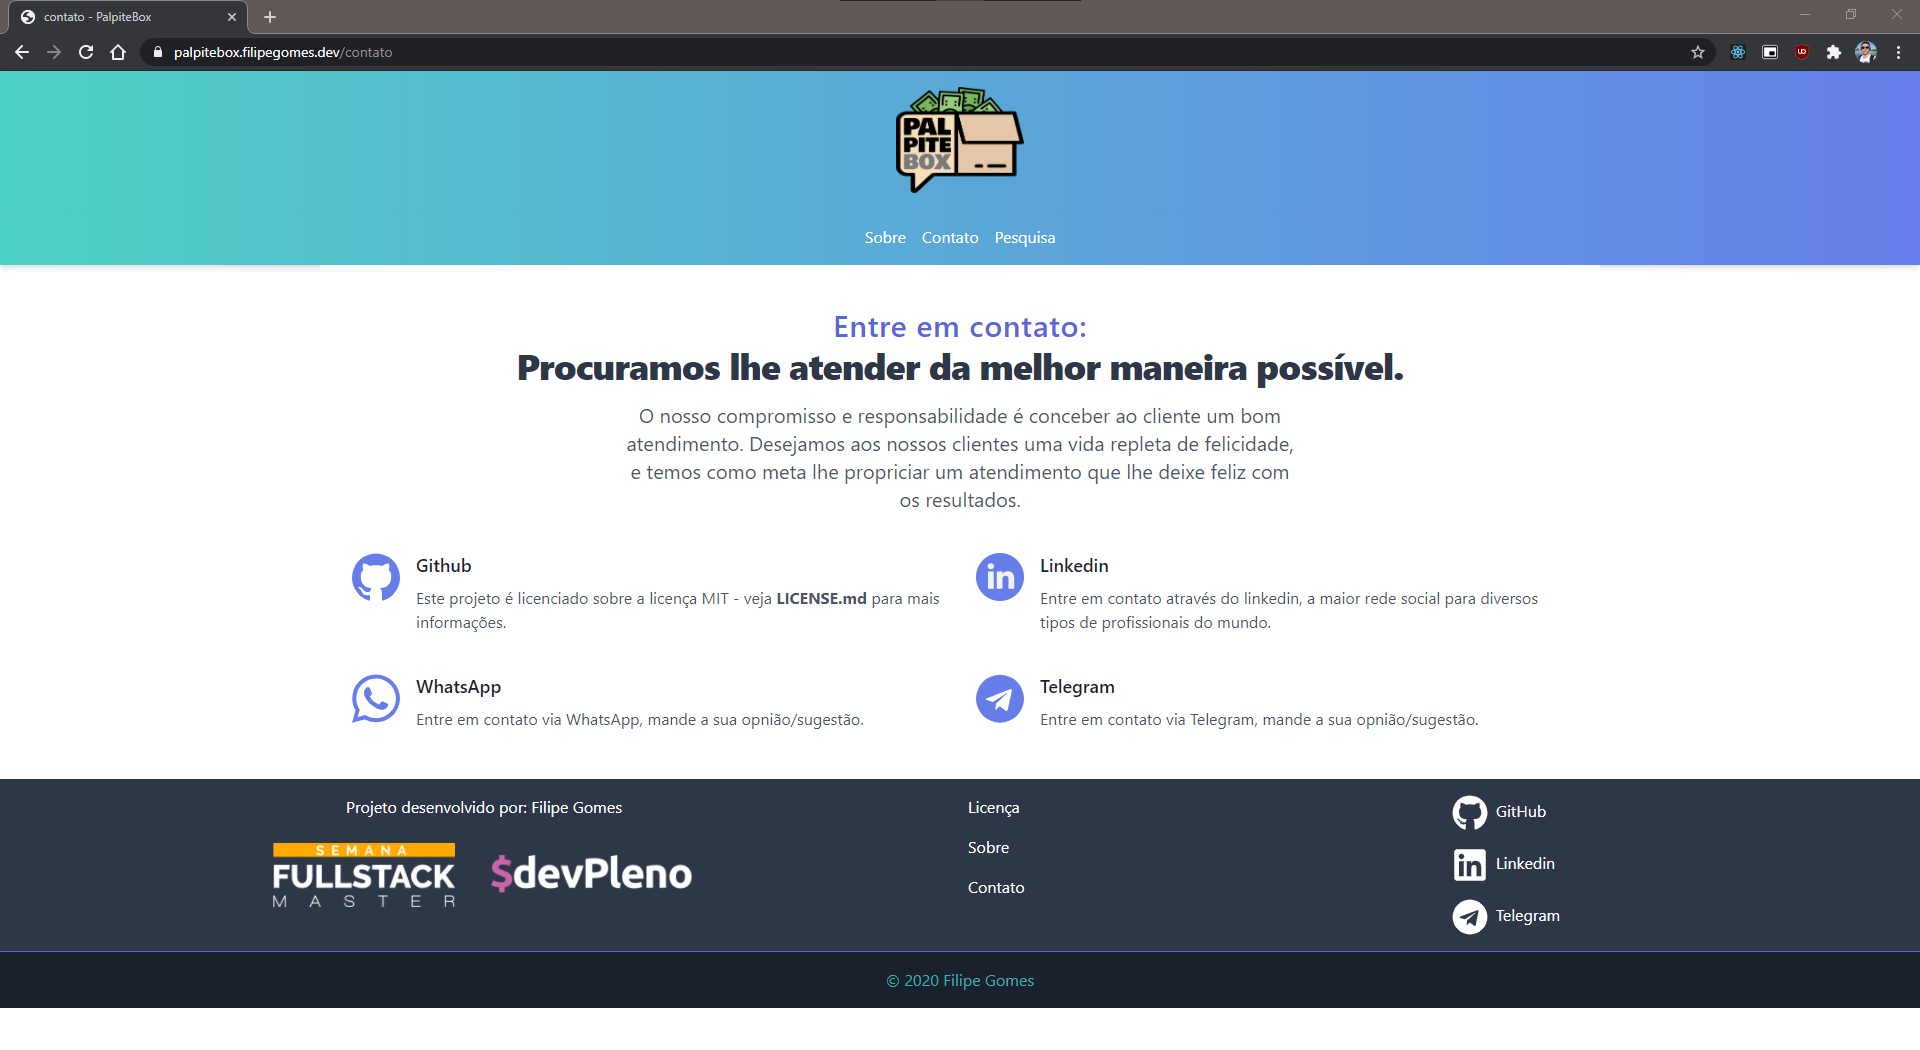 contato - PalpiteBox
palpitebox.filipegomes.dev/contato
PAL
PITE
BOX
Sobre Contato Pesquisa
Entre em contato:
Procuramos lhe atender da melhor maneira possível.
O nosso compromisso e responsabilidade é conceber ao cliente um bom
atendimento. Desejamos aos nossos clientes uma vida repleta de felicidade,
e temos como meta lhe propriciar um atendimento que lhe deixe feliz com
os resultados.
Github
Este projeto é licenciado sobre a licença MIT - veja LICENSE.md para mais
informações.
Linkedin
Entre em contato através do linkedin, a maior rede social para diversos
tipos de profissionais do mundo.
WhatsApp
Entre em contato via WhatsApp, mande a sua opnião/sugestão.
Telegram
Entre em contato via Telegram, mande a sua opnião/sugestão.
Projeto desenvolvido por: Filipe Gomes
SEMANA
FULLSTACK
MASTER
$devPleno
Licença
Sobre
Contato
GitHub
in Linkedin
Telegram
© 2020 Filipe Gomes